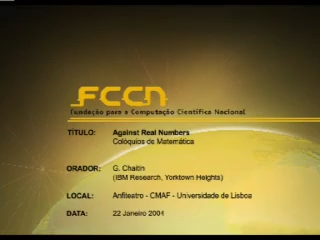 FCCN
Fundação para a Computação Científica Nacional
TÍTULO: Against Real Numbers
Colóquios de Matemática
ORADOR: G. Chaitin
(IBM Research, Yorktown Heights)
LOCAL: Anfiteatro - CMAF - Universidade de Lisboa
DATA: 22 Janeiro 2004